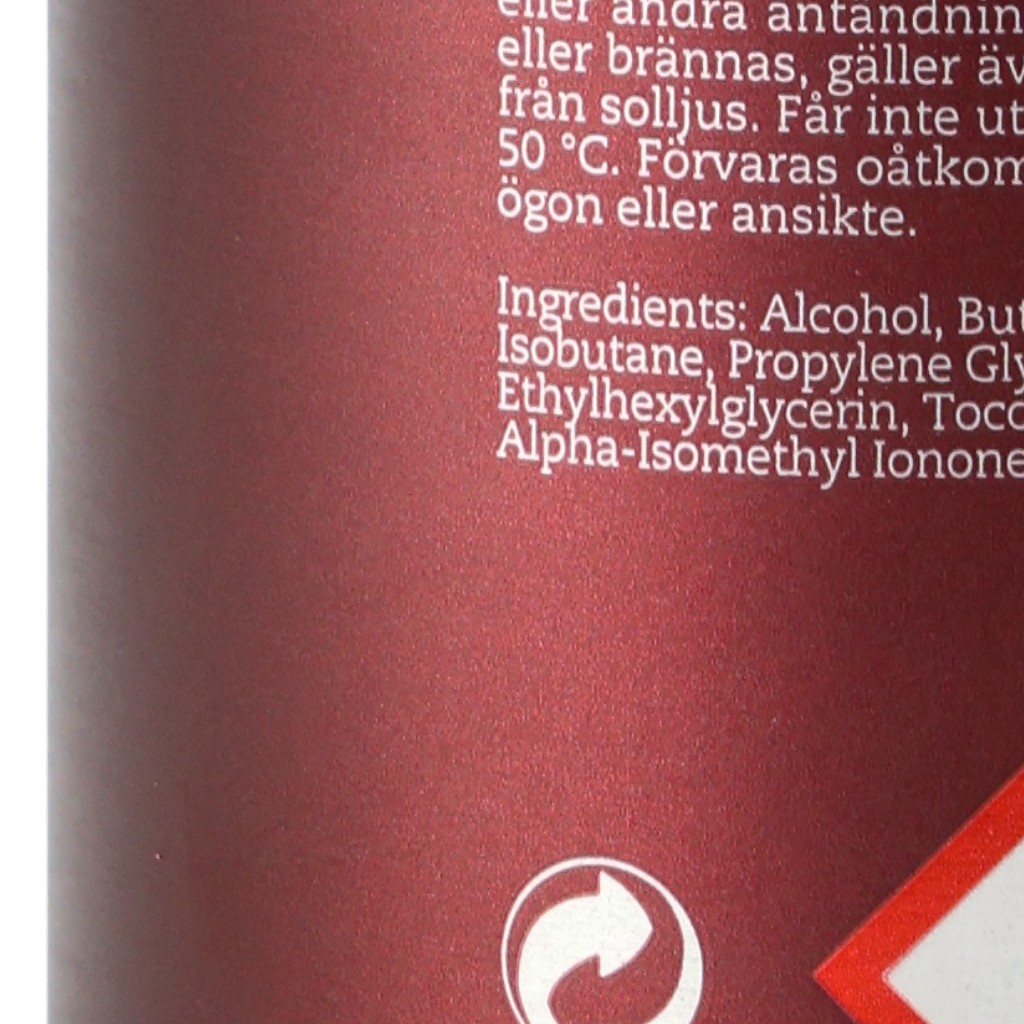 eller andra antändnin
eller brännas, gäller äv
från solljus. Får inte ut
50 °C. Förvaras oåtkom
ögon eller ansikte.
Ingredients: Alcohol, But
Isobutane, Propylene Gly
Ethylhexylglycerin, Toco
Alpha-Isomethyl Ionone